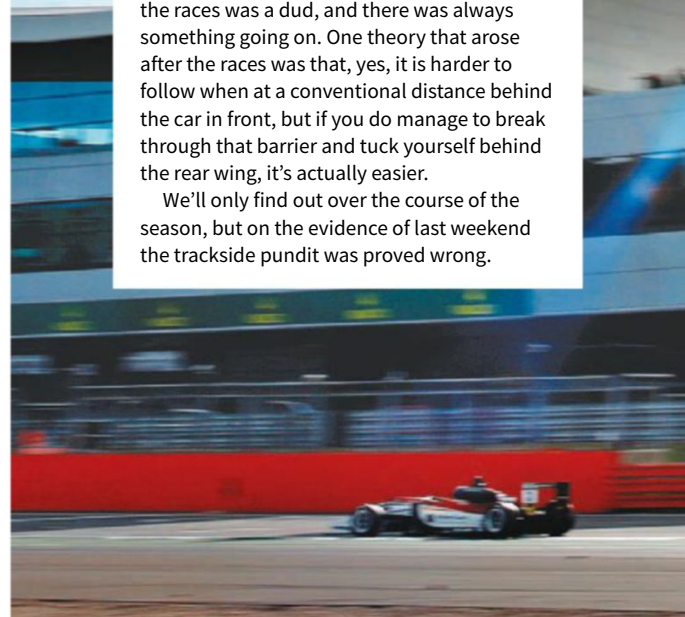 the races was a dud, and there was always
something going on. One theory that arose
after the races was that, yes, it is harder to
follow when at a conventional distance behind
the car in front, but if you do manage to break
through that barrier and tuck yourself behind
the rear wing, it’s actually easier.
We’ll only find out over the course of the
season, but on the evidence of last weekend
the trackside pundit was proved wrong.